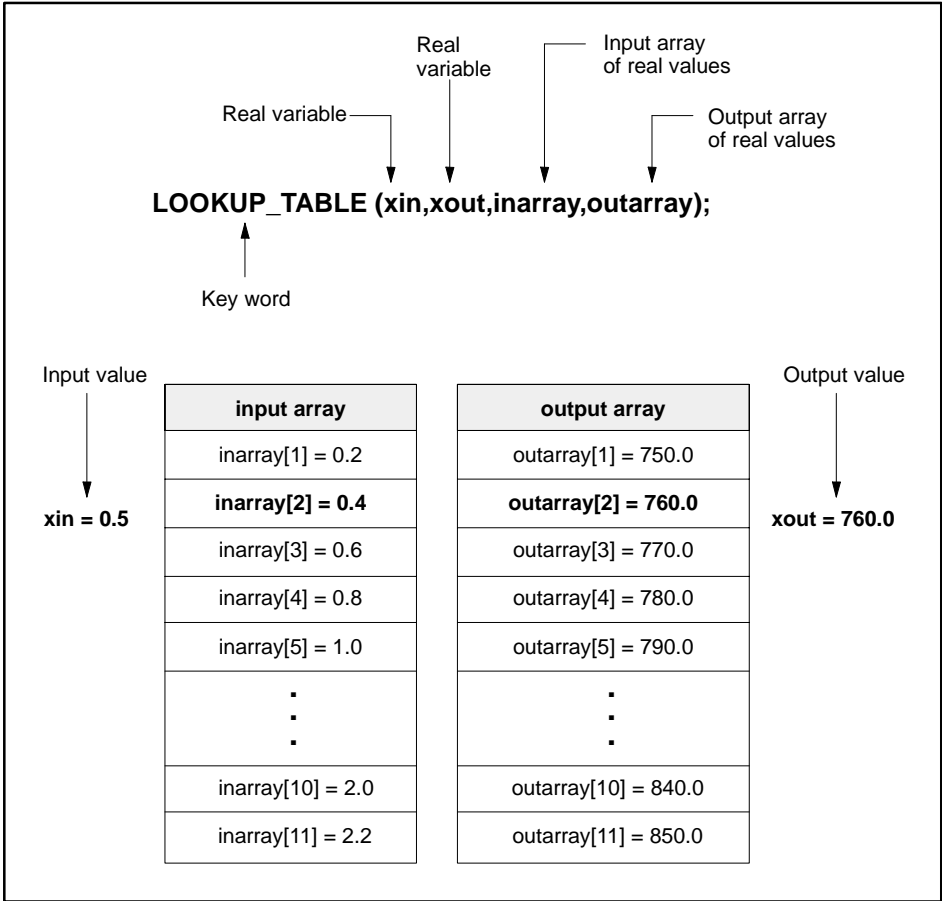 Real
variable
Input array
of real values
Real variable
Output array
of real values
LOOKUP_TABLE (xin,xout,inarray,outarray);
Key word
Input value
Output value
input array
output array
inarray[1] = 0.2
outarray[1] = 750.0
xin = 0.5
inarray[2] = 0.4
outarray[2] = 760.0
xout = 760.0
inarray[3] = 0.6
outarray[3] = 770.0
inarray[4] = 0.8
outarray[4] = 780.0
inarray[5] = 1.0
outarray[5] = 790.0
.
.
.
.
.
.
inarray[10] = 2.0
outarray[10] = 840.0
inarray[11] = 2.2
outarray[11] = 850.0